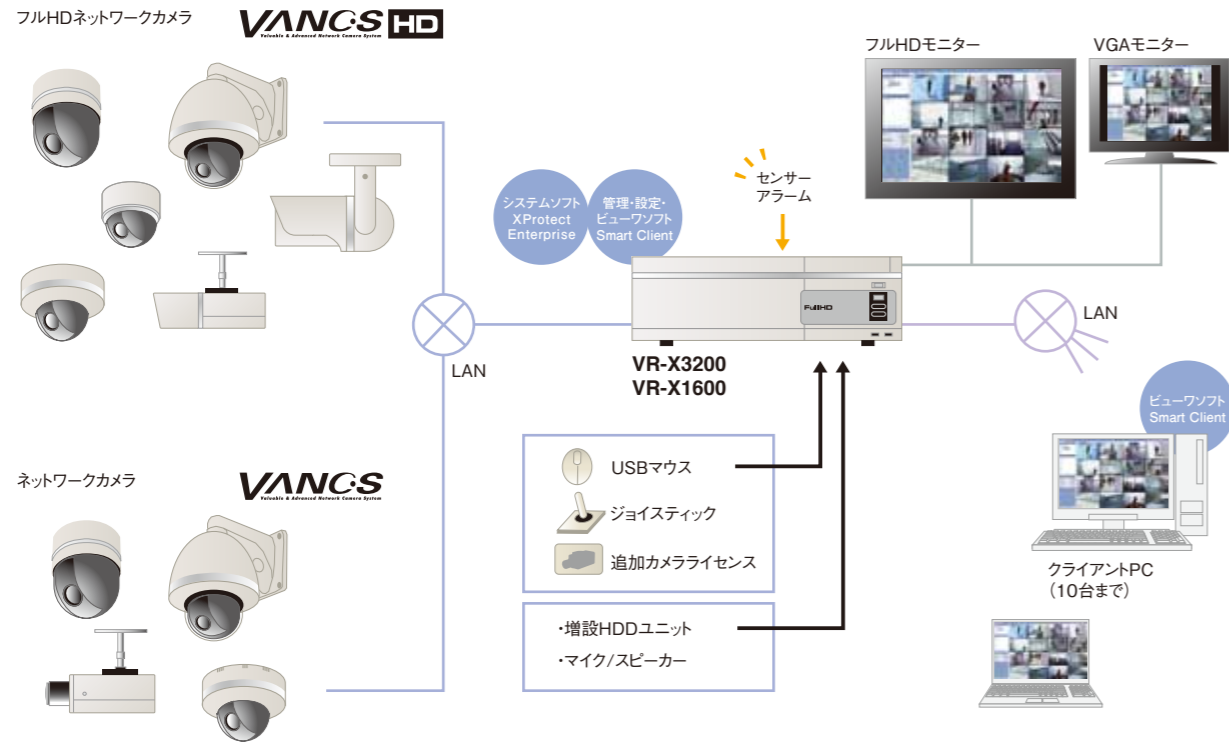 フルHDネットワークカメラ
VANCS HD
Valuable & Advanced Network Camera System
フルHDモニター
VGAモニター
センサー
アラーム
システムソフト
XProtect
Enterprise
管理・設定・
ビューワソフト
Smart Client
FullHD
LAN
LAN
VR-X3200
VR-X1600
ビューワソフト
Smart Client
USBマウス
ジョイスティック
追加カメラライセンス
・増設HDDユニット
・マイク/スピーカー
クライアントPC
(10台まで)
ネットワークカメラ
VANCS
Valuable & Advanced Network Camera System